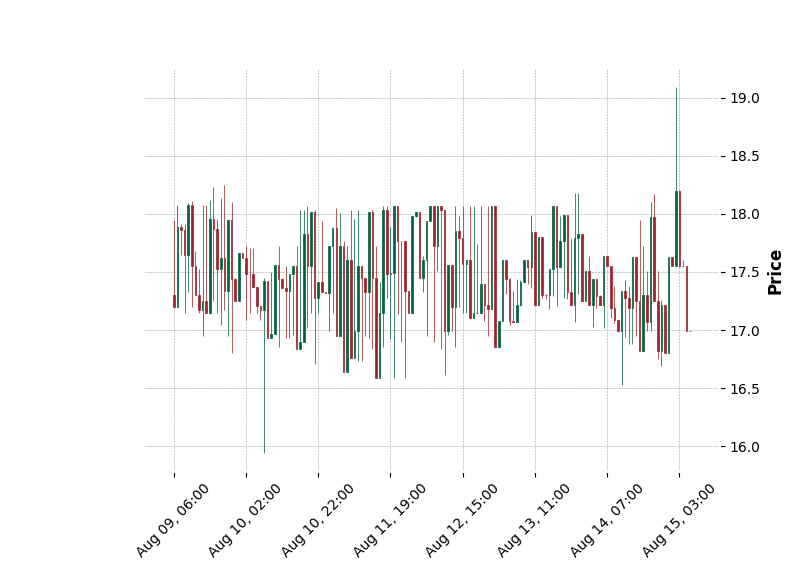 19.0
18.5
18.0
17.5
17.0
16.5
16.0
Price
Aug 09, 06:00
Aug 10, 02:00
Aug 10, 22:00
Aug 11, 19:00
Aug 12, 15:00
Aug 13, 11:00
Aug 14, 07:00
Aug 15, 03:00